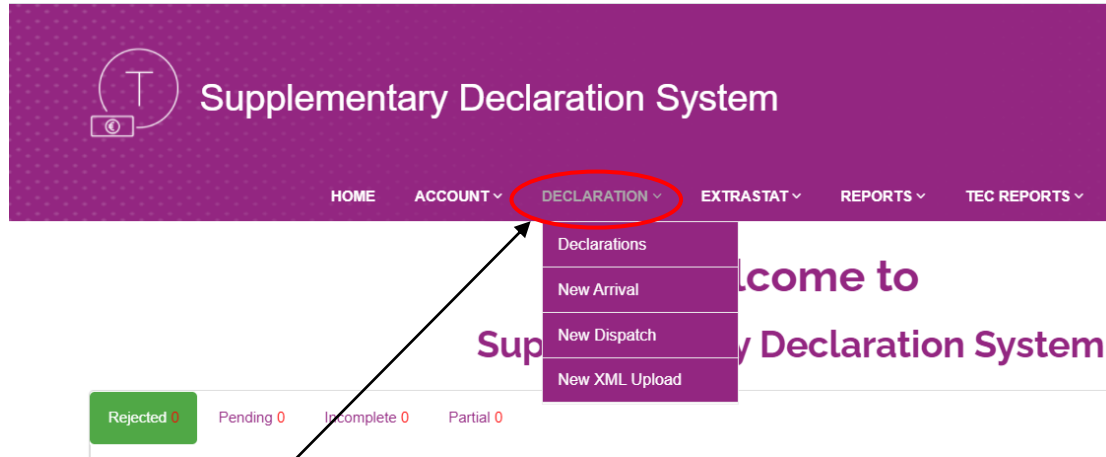 T
Supplementary Declaration System
€
HOME ACCOUNT DECLARATION EXTRASTAT REPORTS TEC REPORTS
Declarations
New Arrival
New Dispatch
New XML Upload
lcome to
Sup y Declaration System
Rejected 0 Pending 0 Incomplete 0 Partial 0